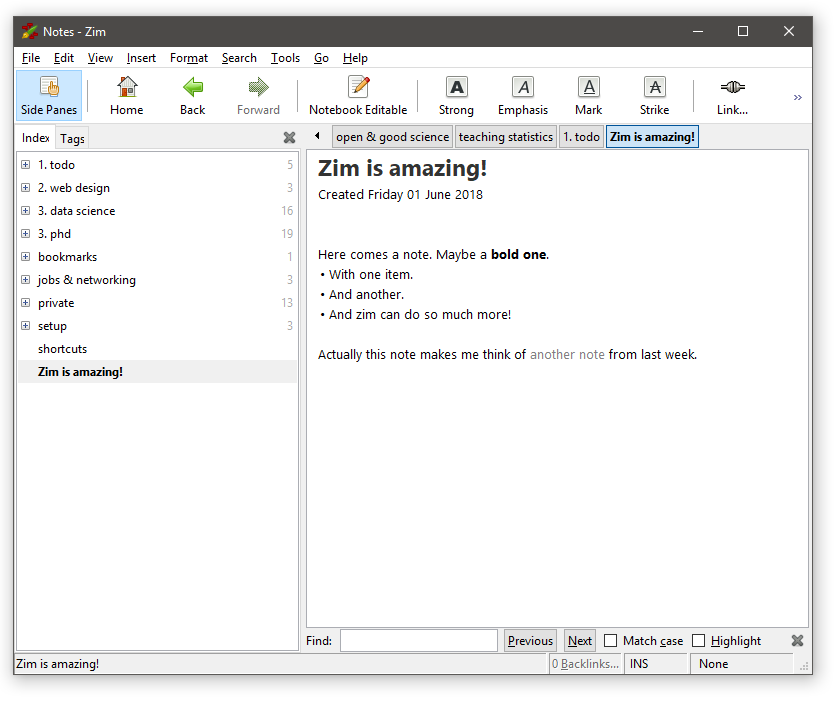 Notes - Zim
File Edit View Insert Format Search Tools Go Help
Side Panes Home Back Forward Notebook Editable Strong Emphasis Mark Strike Link... »
Index Tags
open & good science teaching statistics 1. todo Zim is amazing!
1. todo 5
2. web design 3
3. data science 16
3. phd 19
bookmarks 1
jobs & networking 3
private 13
setup 3
shortcuts
Zim is amazing!
Zim is amazing!
Created Friday 01 June 2018
Here comes a note. Maybe a bold one.
• With one item.
• And another.
• And zim can do so much more!
Actually this note makes me think of another note from last week.
Find: Previous Next Match case Highlight
Zim is amazing! 0 Backlinks... INS None